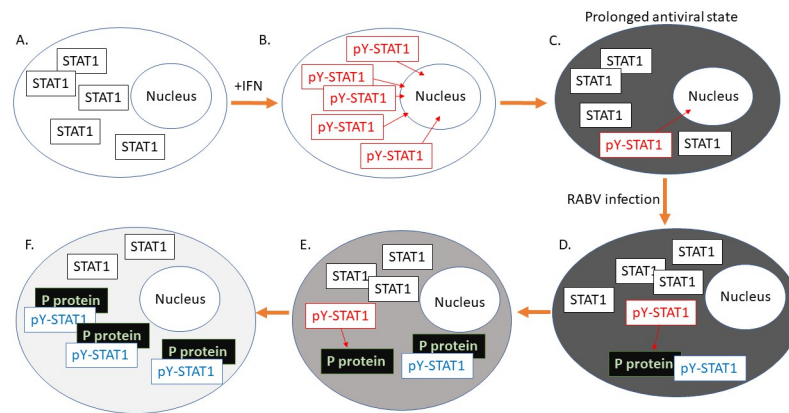 Prolonged antiviral state
A.
STAT1
STAT1
STAT1
STAT1
STAT1
Nucleus
+IFN
B.
pY-STAT1
pY-STAT1
pY-STAT1
pY-STAT1
pY-STAT1
Nucleus
C.
STAT1
STAT1
STAT1
pY-STAT1
STAT1
Nucleus
RABV infection
D.
STAT1
STAT1
STAT1
STAT1
pY-STAT1
P protein
pY-STAT1
Nucleus
E.
STAT1
STAT1
STAT1
pY-STAT1
P protein
P protein
pY-STAT1
Nucleus
F.
STAT1
STAT1
P protein
pY-STAT1
P protein
pY-STAT1
P protein
pY-STAT1
Nucleus